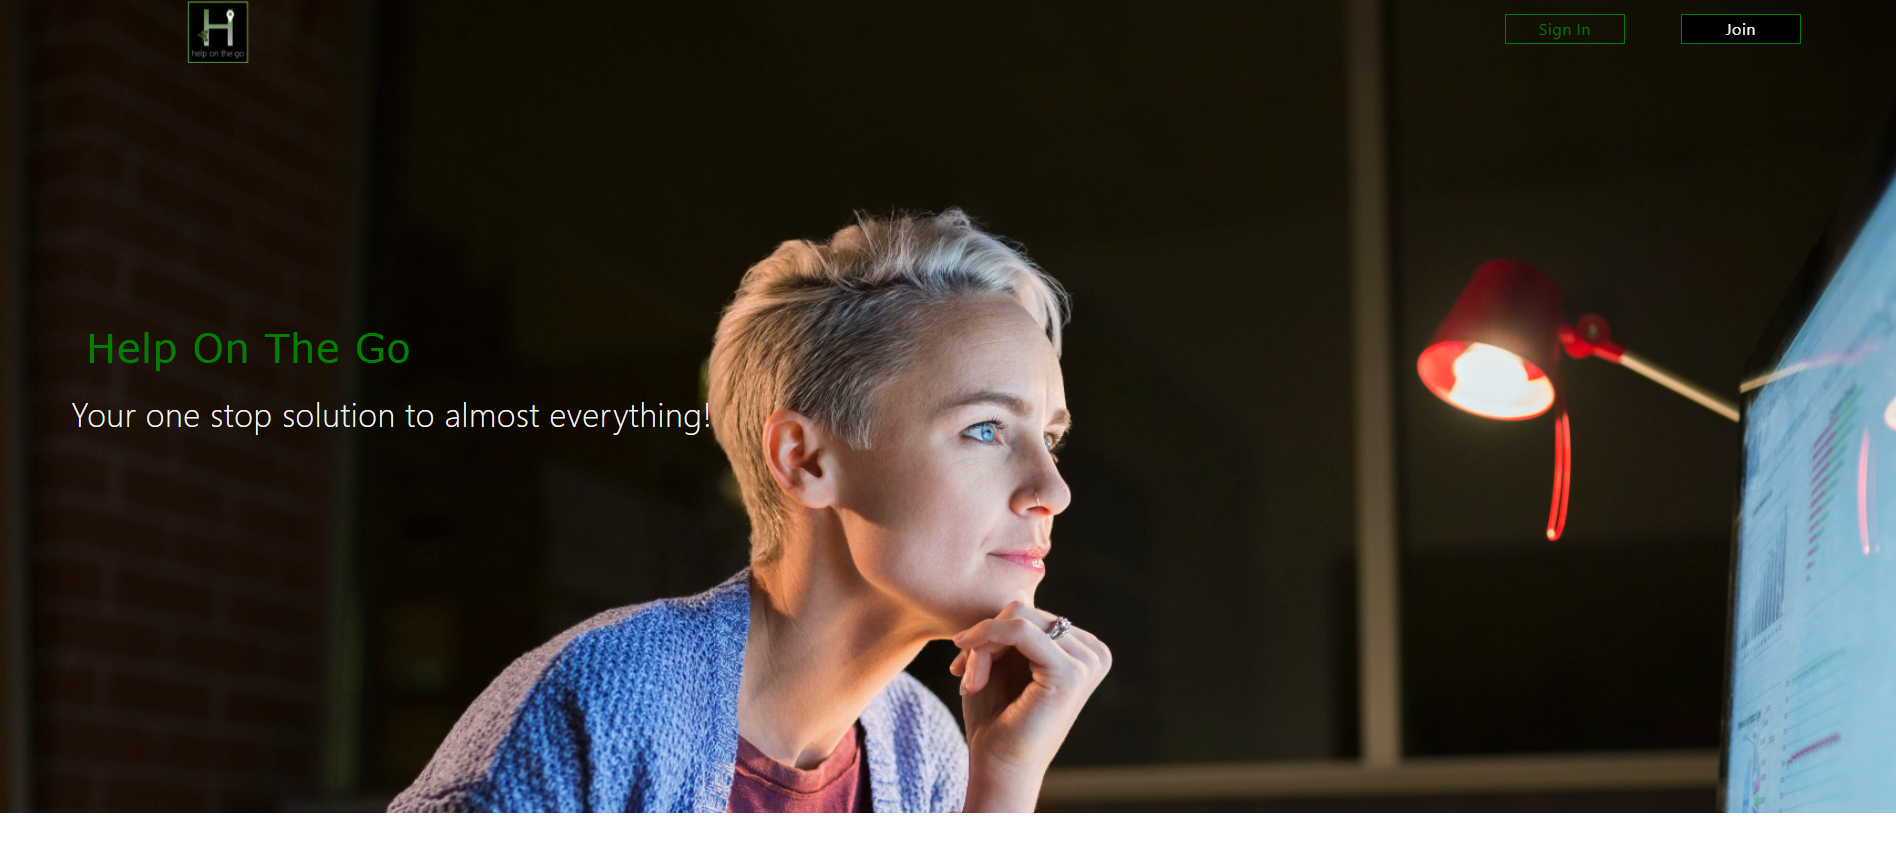 H
help on the go
Sign In
Join
Help On The Go
Your one stop solution to almost everything!